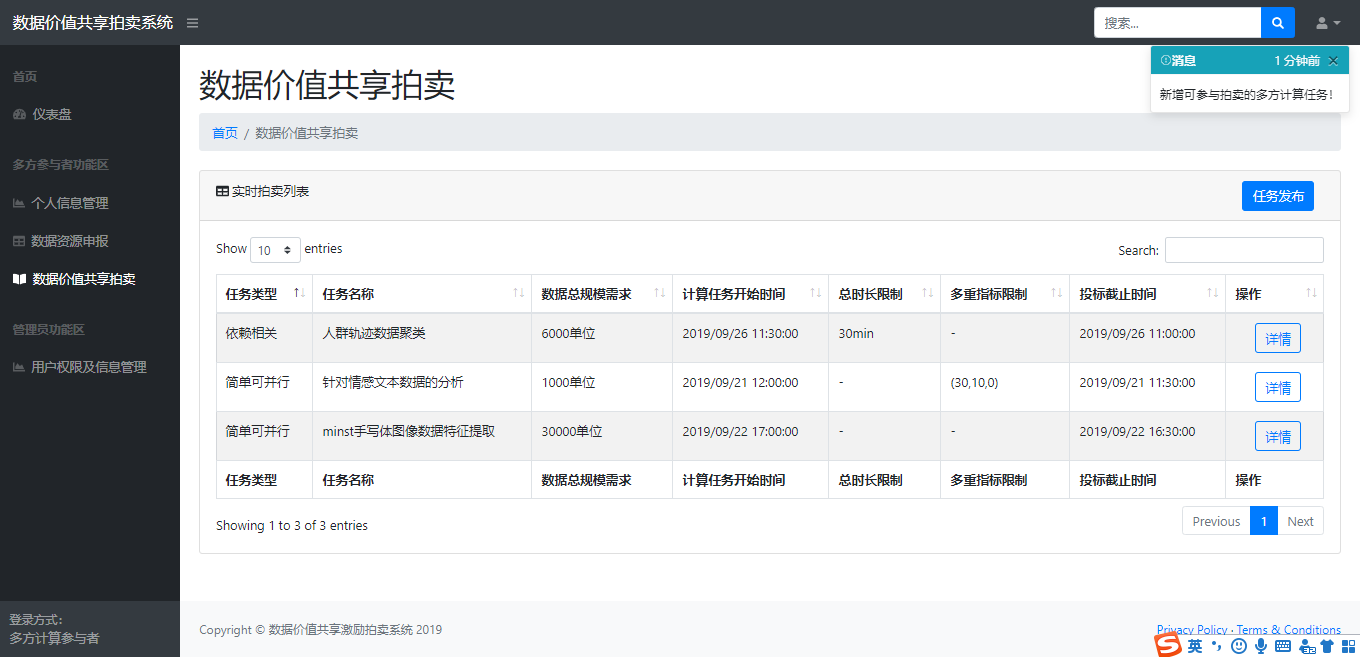 数据价值共享拍卖系统
搜索...
消息 1 分钟前
新增可参与拍卖的多方计算任务！
首页
仪表盘
多方参与者功能区
个人信息管理
数据资源申报
数据价值共享拍卖
管理员功能区
用户权限及信息管理
登录方式：
多方计算参与者
数据价值共享拍卖
首页 / 数据价值共享拍卖
实时拍卖列表 任务发布
Show 10 entries Search:
任务类型 任务名称 数据总规模需求 计算任务开始时间 总时长限制 多重指标限制 投标截止时间 操作
依赖相关 人群轨迹数据聚类 6000单位 2019/09/26 11:30:00 30min - 2019/09/26 11:00:00 详情
简单可并行 针对情感文本数据的分析 1000单位 2019/09/21 12:00:00 - (30,10,0) 2019/09/21 11:30:00 详情
简单可并行 minst手写体图像数据特征提取 30000单位 2019/09/22 17:00:00 - - 2019/09/22 16:30:00 详情
任务类型 任务名称 数据总规模需求 计算任务开始时间 总时长限制 多重指标限制 投标截止时间 操作
Showing 1 to 3 of 3 entries Previous 1 Next
Copyright © 数据价值共享激励拍卖系统 2019 Privacy Policy · Terms & Conditions
英